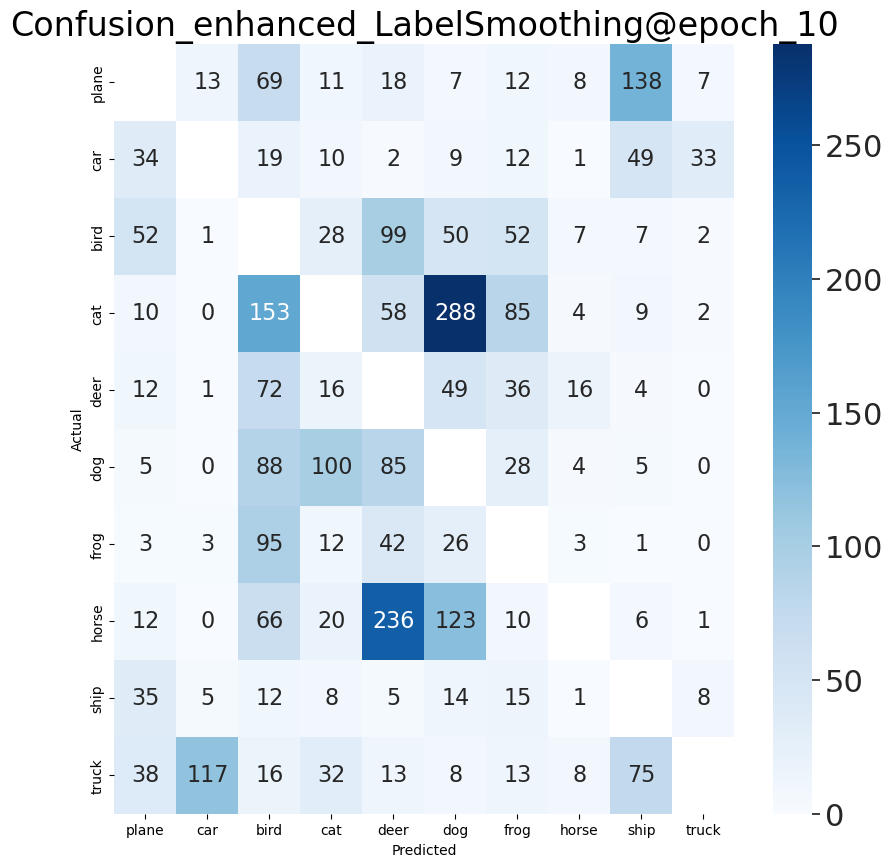 Confusion_enhanced_LabelSmoothing@epoch_10
plane 13 69 11 18 7 12 8 138 7
car 34 19 10 2 9 12 1 49 33
bird 52 1 28 99 50 52 7 7 2
cat 10 0 153 58 288 85 4 9 2
deer 12 1 72 16 49 36 16 4 0
Actual
dog 5 0 88 100 85 28 4 5 0
frog 3 3 95 12 42 26 3 1 0
horse 12 0 66 20 236 123 10 6 1
ship 35 5 12 8 5 14 15 1 8
truck 38 117 16 32 13 8 13 8 75
plane car bird cat deer dog frog horse ship truck
Predicted
250
200
150
100
50
0